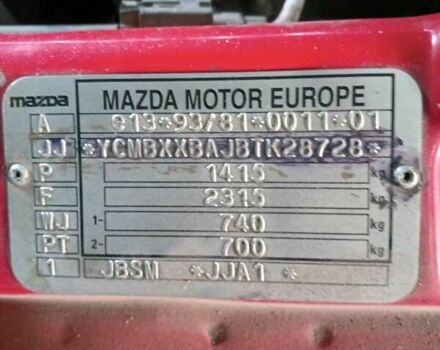 mazda MAZDA MOTOR EUROPE
A e13*93/81*0011*01
JJ *YCMBXXBAJBTK28728*
P 1415 kg
F 2315 kg
WJ 1- 740 kg
PT 2- 700 kg
1 JBSM *JJA1 *